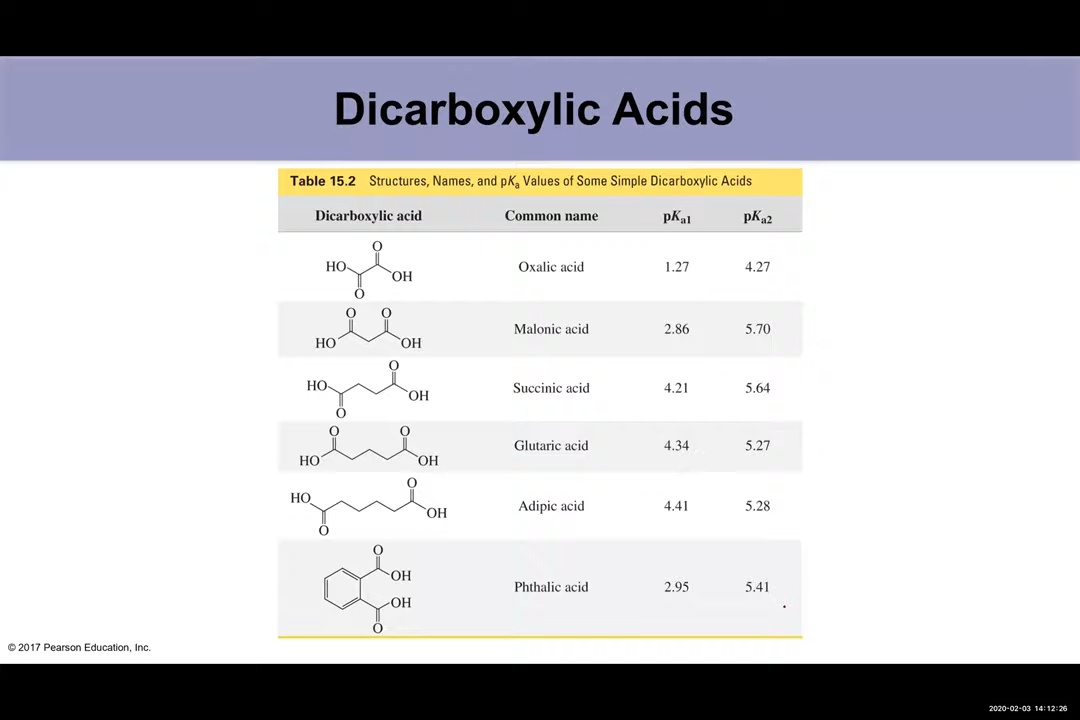 Dicarboxylic Acids
Table 15.2 Structures, Names, and pKa Values of Some Simple Dicarboxylic Acids
Dicarboxylic acid Common name pKa1 pKa2
O
HO
OH
O
Oxalic acid 1.27 4.27
O O
HO OH
Malonic acid 2.86 5.70
O
HO
OH
O
Succinic acid 4.21 5.64
O O
HO OH
Glutaric acid 4.34 5.27
O
HO
OH
O
Adipic acid 4.41 5.28
O
OH
OH
O
Phthalic acid 2.95 5.41
© 2017 Pearson Education, Inc.
2020-02-03 14:12:26